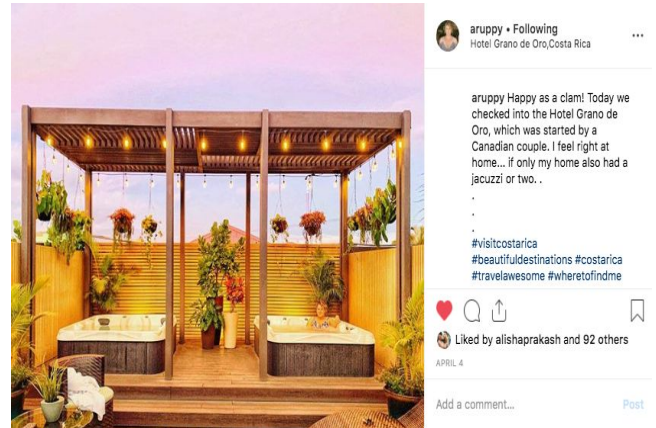 aruppy • Following
Hotel Grano de Oro,Costa Rica
aruppy Happy as a clam! Today we
checked into the Hotel Grano de
Oro, which was started by a
Canadian couple. I feel right at
home... if only my home also had a
jacuzzi or two. .
.
.
.
#visitcostarica
#beautifuldestinations #costarica
#travelawesome #wheretofindme
Liked by alishaprakash and 92 others
APRIL 4
Add a comment...
Post